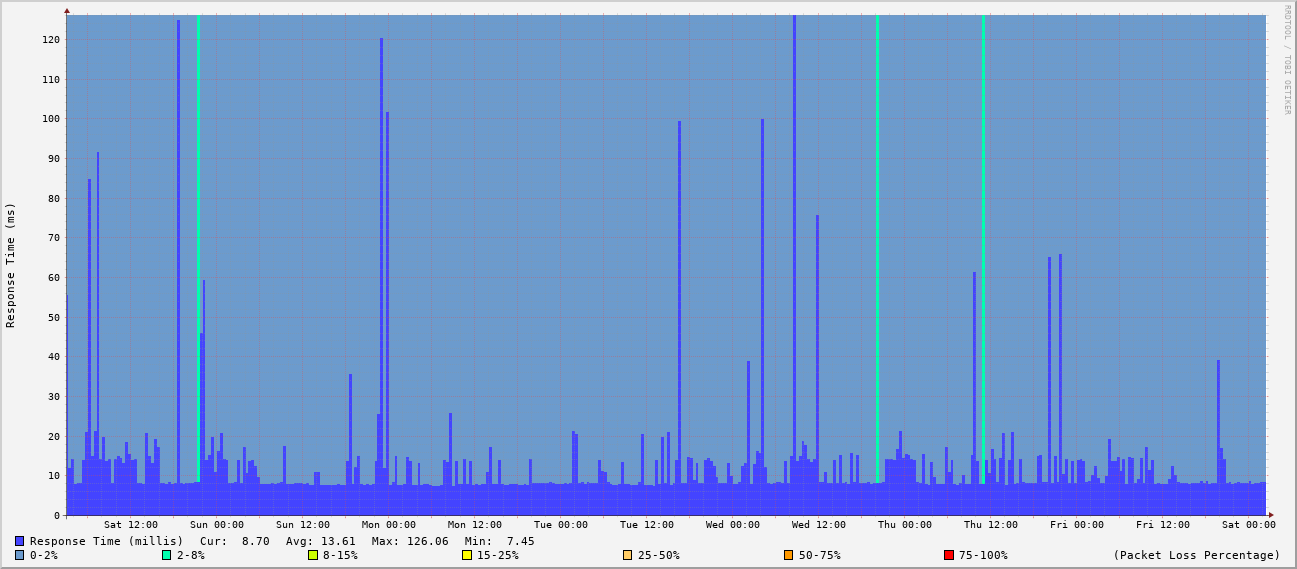 RRDTOOL / TOBI OETIKER
Response Time (ms)
120
110
100
90
80
70
60
50
40
30
20
10
0
Sat 12:00 Sun 00:00 Sun 12:00 Mon 00:00 Mon 12:00 Tue 00:00 Tue 12:00 Wed 00:00 Wed 12:00 Thu 00:00 Thu 12:00 Fri 00:00 Fri 12:00 Sat 00:00
Response Time (millis) Cur: 8.70 Avg: 13.61 Max: 126.06 Min: 7.45
0-2% 2-8% 8-15% 15-25% 25-50% 50-75% 75-100% (Packet Loss Percentage)